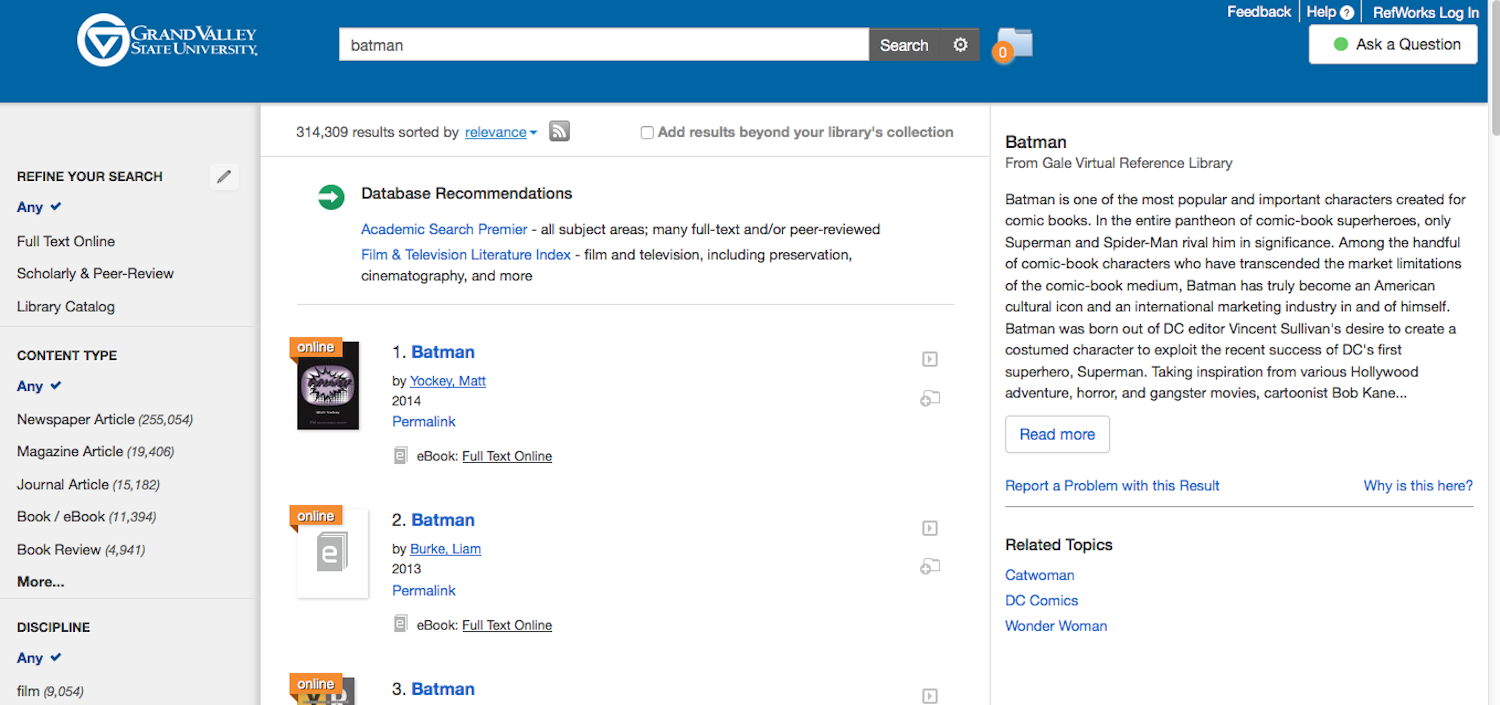 Feedback
Help ?
RefWorks Log In
GRAND VALLEY
STATE UNIVERSITY.
batman
Search
0
Ask a Question
314,309 results sorted by relevance
Add results beyond your library's collection
REFINE YOUR SEARCH
Any
Full Text Online
Scholarly & Peer-Review
Library Catalog
CONTENT TYPE
Any
Newspaper Article (255,054)
Magazine Article (19,406)
Journal Article (15,182)
Book / eBook (11,394)
Book Review (4,941)
More...
DISCIPLINE
Any
film (9,054)
Database Recommendations
Academic Search Premier - all subject areas; many full-text and/or peer-reviewed
Film & Television Literature Index - film and television, including preservation,
cinematography, and more
online
1. Batman
by Yockey, Matt
2014
Permalink
eBook: Full Text Online
online
e
2. Batman
by Burke, Liam
2013
Permalink
eBook: Full Text Online
online
3. Batman
Batman
From Gale Virtual Reference Library
Batman is one of the most popular and important characters created for
comic books. In the entire pantheon of comic-book superheroes, only
Superman and Spider-Man rival him in significance. Among the handful
of comic-book characters who have transcended the market limitations
of the comic-book medium, Batman has truly become an American
cultural icon and an international marketing industry in and of himself.
Batman was born out of DC editor Vincent Sullivan's desire to create a
costumed character to exploit the recent success of DC's first
superhero, Superman. Taking inspiration from various Hollywood
adventure, horror, and gangster movies, cartoonist Bob Kane...
Read more
Report a Problem with this Result
Why is this here?
Related Topics
Catwoman
DC Comics
Wonder Woman